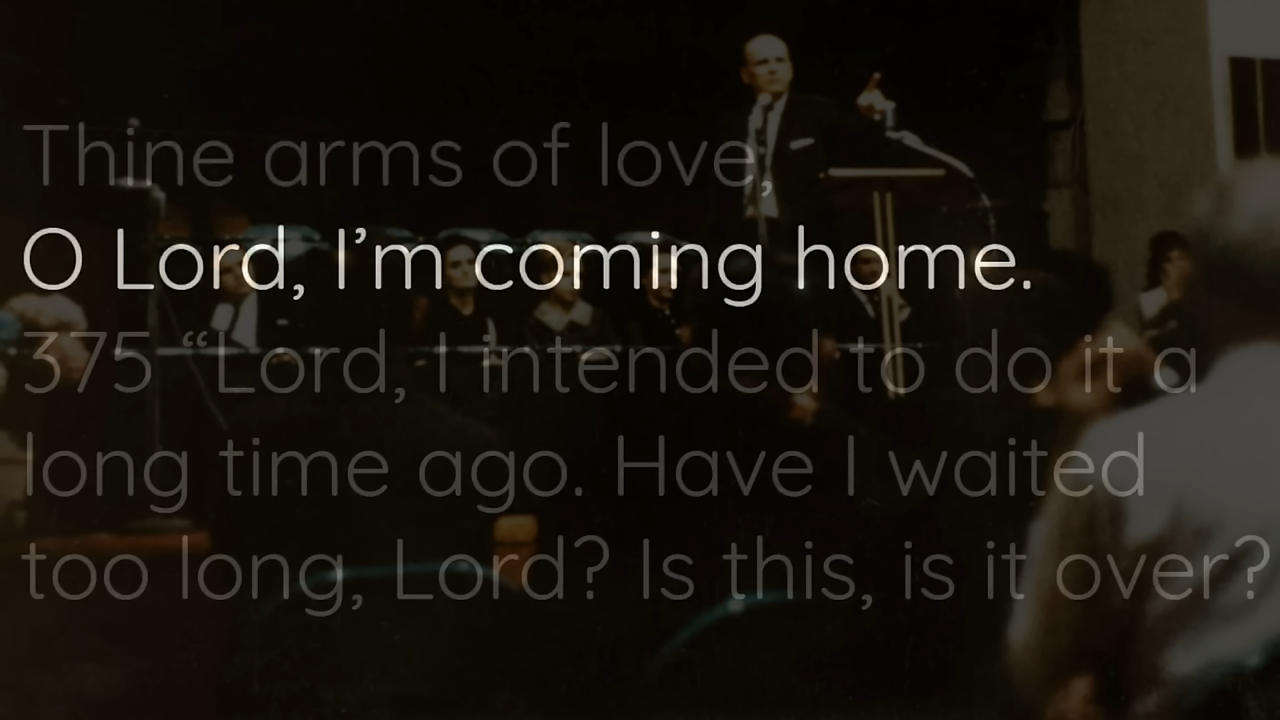 Thine arms of love,
O Lord, I’m coming home.
375 “Lord, I intended to do it a
long time ago. Have I waited
too long, Lord? Is this, is it over?